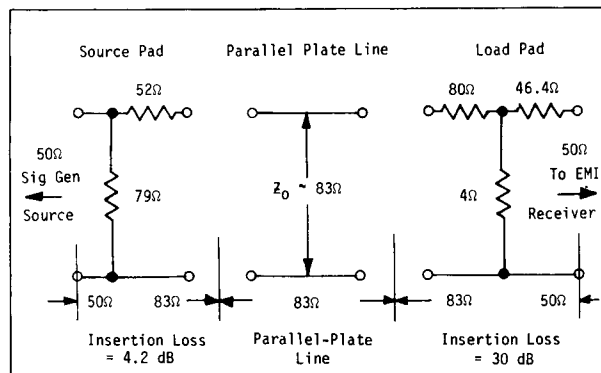 Source Pad
Parallel Plate Line
Load Pad
52Ω
80Ω
46.4Ω
50Ω
Sig Gen
Source
79Ω
Z₀ ~ 83Ω
4Ω
50Ω
To EMI
Receiver
50Ω
83Ω
83Ω
83Ω
50Ω
Insertion Loss
= 4.2 dB
Parallel-Plate
Line
Insertion Loss
= 30 dB